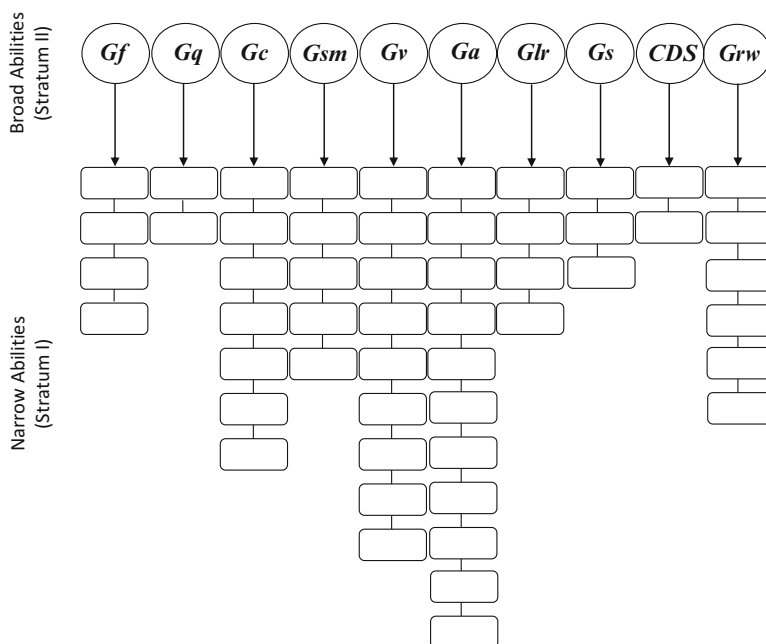 Broad Abilities
(Stratum II)
Gf Gq Gc Gsm Gv Ga Glr Gs CDS Grw
Narrow Abilities
(Stratum I)